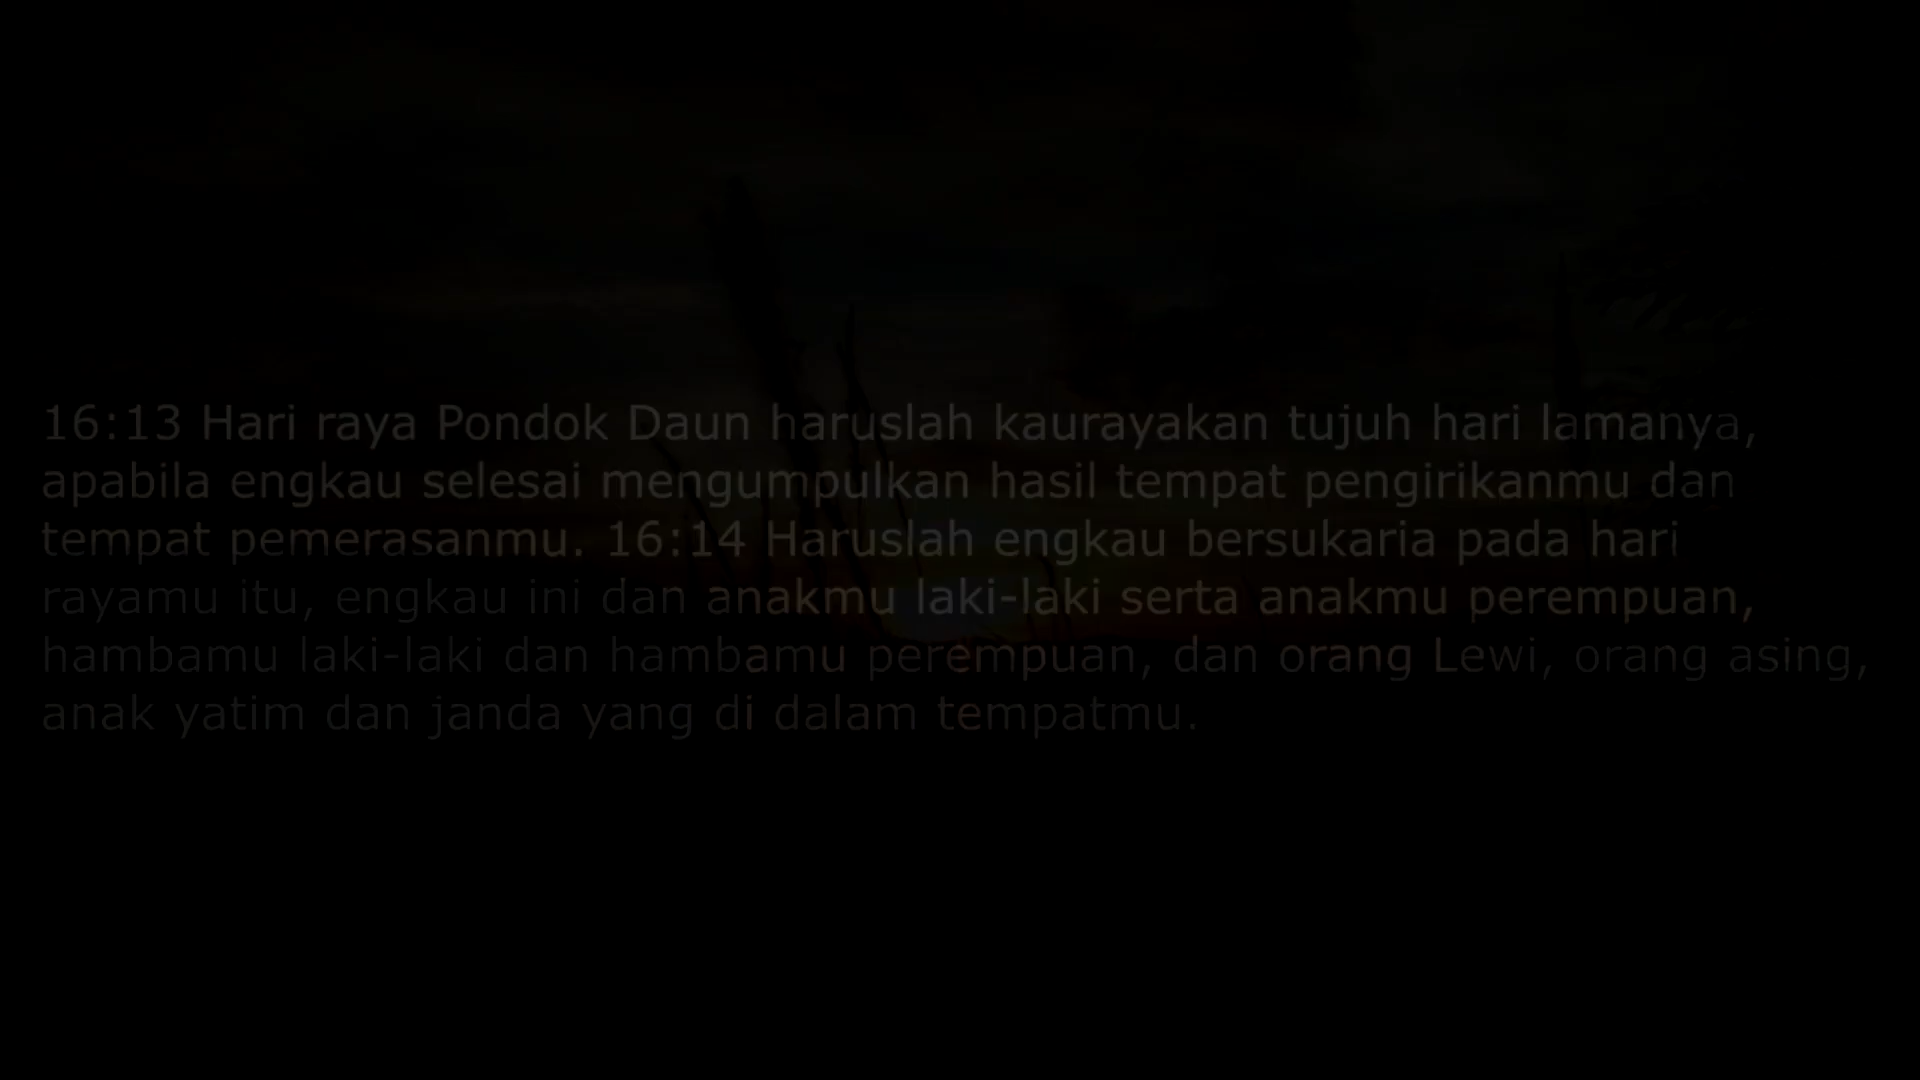 16:13 Hari raya Pondok Daun haruslah kaurayakan tujuh hari lamanya,
apabila engkau selesai mengumpulkan hasil tempat pengirikanmu dan
tempat pemerasanmu. 16:14 Haruslah engkau bersukaria pada hari
rayamu itu, engkau ini dan anakmu laki-laki serta anakmu perempuan,
hambamu laki-laki dan hambamu perempuan, dan orang Lewi, orang asing,
anak yatim dan janda yang di dalam tempatmu.